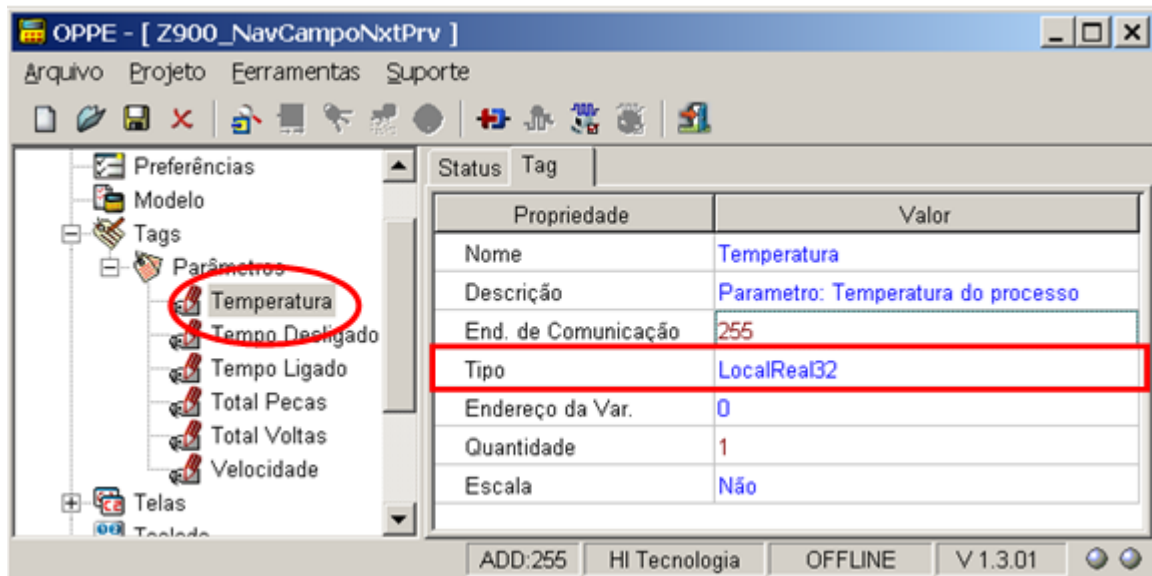 OPPE - [ Z900_NavCampoNxtPrv ]
Arquivo Projeto Ferramentas Suporte
Preferências
Modelo
Tags
Parâmetros
Temperatura
Tempo Desligado
Tempo Ligado
Total Pecas
Total Voltas
Velocidade
Telas
Teclado
Status Tag
Propriedade Valor
Nome Temperatura
Descrição Parametro: Temperatura do processo
End. de Comunicação 255
Tipo LocalReal32
Endereço da Var. 0
Quantidade 1
Escala Não
ADD:255 HI Tecnologia OFFLINE V 1.3.01